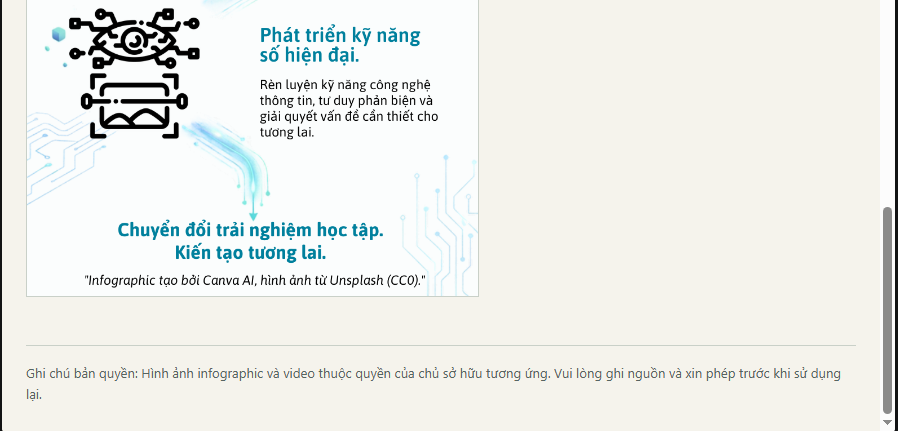 Phát triển kỹ năng
số hiện đại.
Rèn luyện kỹ năng công nghệ
thông tin, tư duy phản biện và
giải quyết vấn đề cần thiết cho
tương lai.
Chuyển đổi trải nghiệm học tập.
Kiến tạo tương lai.
"Infographic tạo bởi Canva AI, hình ảnh từ Unsplash (CC0)."
Ghi chú bản quyền: Hình ảnh infographic và video thuộc quyền của chủ sở hữu tương ứng. Vui lòng ghi nguồn và xin phép trước khi sử dụng
lại.